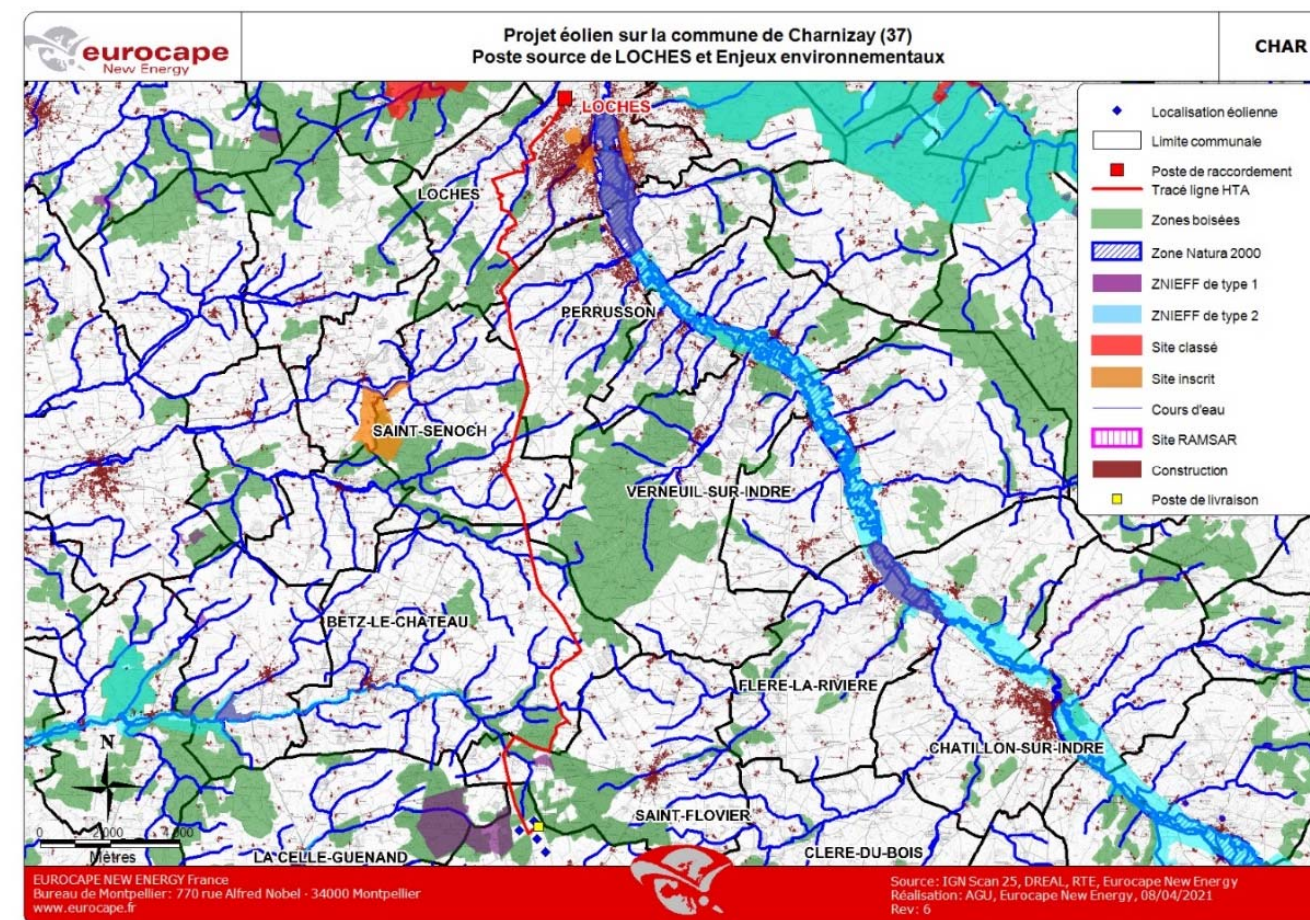 eurocape
New Energy
Projet éolien sur la commune de Charnizay (37)
Poste source de LOCHES et Enjeux environnementaux
CHAR
Localisation éolienne
Limite communale
Poste de raccordement
Tracé ligne HTA
Zones boisées
Zone Natura 2000
ZNIEFF de type 1
ZNIEFF de type 2
Site classé
Site inscrit
Cours d'eau
Site RAMSAR
Construction
Poste de livraison
LOCHES
LOCHES
PERRUSSON
SAINT-SENOCH
VERNEUIL-SUR-INDRE
BETZ-LE-CHATEAU
FLERE-LA-RIVIERE
CHATILLON-SUR-INDRE
SAINT-FLOVIER
LA CELLE-GUENAND
CLERE-DU-BOIS
N
0 2 000 4 000
Mètres
EUROCAPE NEW ENERGY France
Bureau de Montpellier: 770 rue Alfred Nobel - 34000 Montpellier
www.eurocape.fr
Source: IGN Scan 25, DREAL, RTE, Eurocape New Energy
Réalisation: AGU, Eurocape New Energy, 08/04/2021
Rev: 6